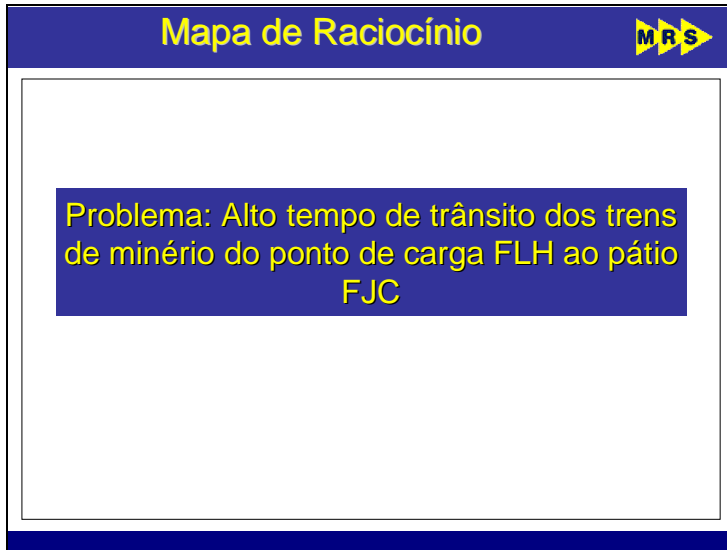 Mapa de Raciocínio
MRS
Problema: Alto tempo de trânsito dos trens
de minério do ponto de carga FLH ao pátio
FJC